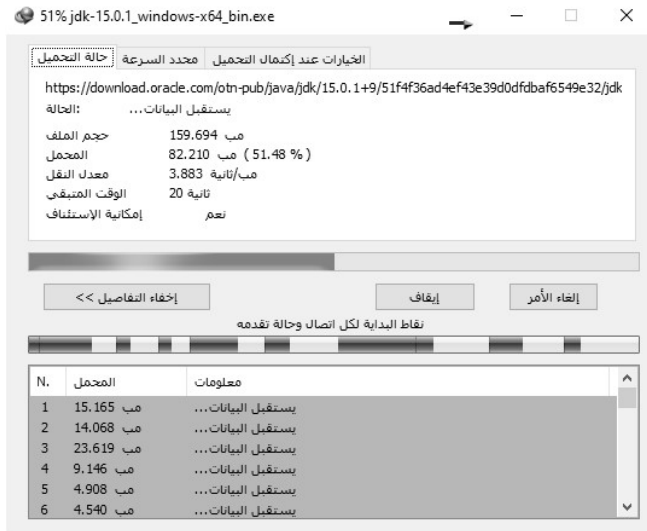 51% jdk-15.0.1_windows-x64_bin.exe
حالة التحميل محدد السرعة الخيارات عند إكتمال التحميل
https://download.oracle.com/otn-pub/java/jdk/15.0.1+9/51f4f36ad4ef43e39d0dfdbaf6549e32/jdk
الحالة: يستقبل البيانات...
حجم الملف 159.694 مب
المحمل 82.210 مب ( 51.48 % )
معدل النقل 3.883 مب/ثانية
الوقت المتبقي 20 ثانية
إمكانية الإستئناف نعم
إخفاء التفاصيل >> إيقاف إلغاء الأمر
نقاط البداية لكل اتصال وحالة تقدمه
N. المحمل معلومات
1 15.165 مب يستقبل البيانات...
2 14.068 مب يستقبل البيانات...
3 23.619 مب يستقبل البيانات...
4 9.146 مب يستقبل البيانات...
5 4.908 مب يستقبل البيانات...
6 4.540 مب يستقبل البيانات...